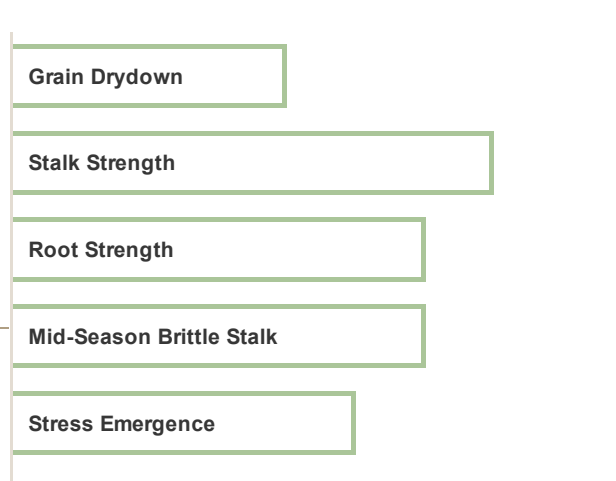 Grain Drydown
Stalk Strength
Root Strength
Mid-Season Brittle Stalk
Stress Emergence